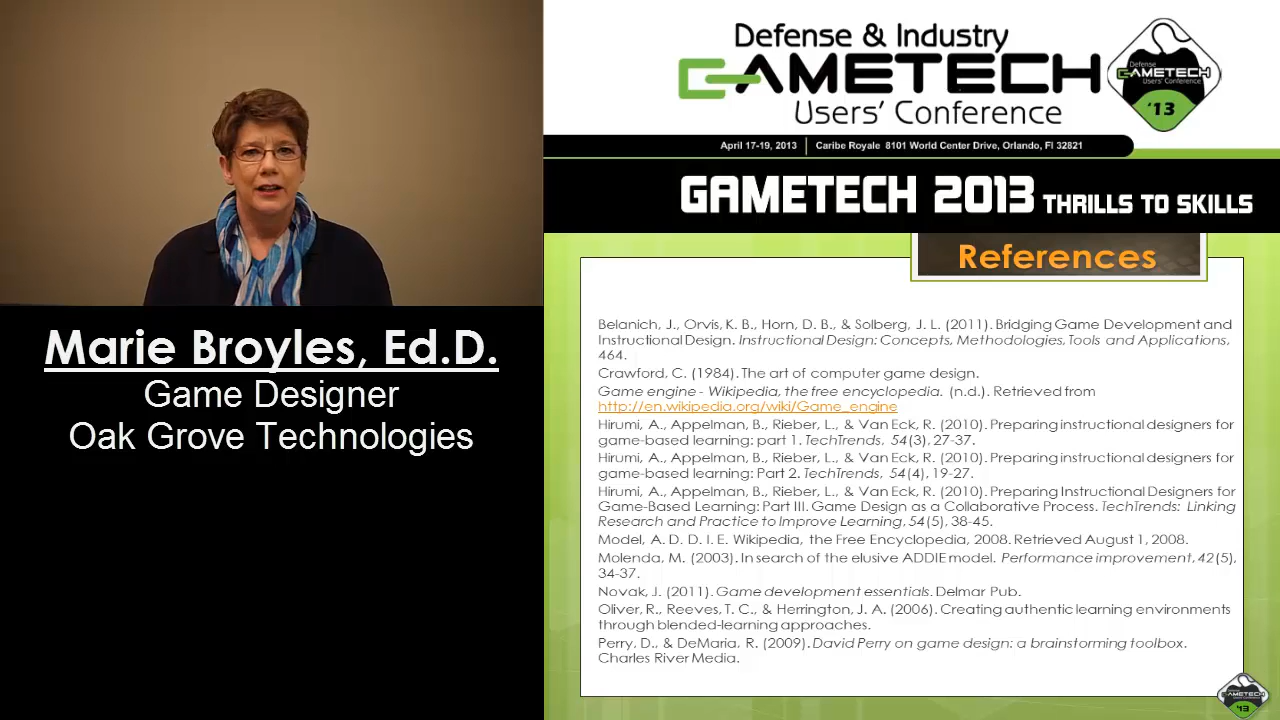 Marie Broyles, Ed.D.
Game Designer
Oak Grove Technologies
Defense & Industry
GAMETECH
Users' Conference
Defense
GAMETECH
Users' Conference
'13
April 17-19, 2013
Caribe Royale 8101 World Center Drive, Orlando, Fl 32821
GAMETECH 2013 THRILLS TO SKILLS
References
Belanich, J., Orvis, K. B., Horn, D. B., & Solberg, J. L. (2011). Bridging Game Development and
Instructional Design. Instructional Design: Concepts, Methodologies, Tools and Applications,
464.
Crawford, C. (1984). The art of computer game design.
Game engine - Wikipedia, the free encyclopedia. (n.d.). Retrieved from
http://en.wikipedia.org/wiki/Game_engine
Hirumi, A., Appelman, B., Rieber, L., & Van Eck, R. (2010). Preparing instructional designers for
game-based learning: part 1. TechTrends, 54(3), 27-37.
Hirumi, A., Appelman, B., Rieber, L., & Van Eck, R. (2010). Preparing instructional designers for
game-based learning: Part 2. TechTrends, 54(4), 19-27.
Hirumi, A., Appelman, B., Rieber, L., & Van Eck, R. (2010). Preparing Instructional Designers for
Game-Based Learning: Part III. Game Design as a Collaborative Process. TechTrends: Linking
Research and Practice to Improve Learning, 54(5), 38-45.
Model, A. D. D. I. E. Wikipedia, the Free Encyclopedia, 2008. Retrieved August 1, 2008.
Molenda, M. (2003). In search of the elusive ADDIE model. Performance improvement, 42(5),
34-37.
Novak, J. (2011). Game development essentials. Delmar Pub.
Oliver, R., Reeves, T. C., & Herrington, J. A. (2006). Creating authentic learning environments
through blended-learning approaches.
Perry, D., & DeMaria, R. (2009). David Perry on game design: a brainstorming toolbox.
Charles River Media.
GAMETECH
'13